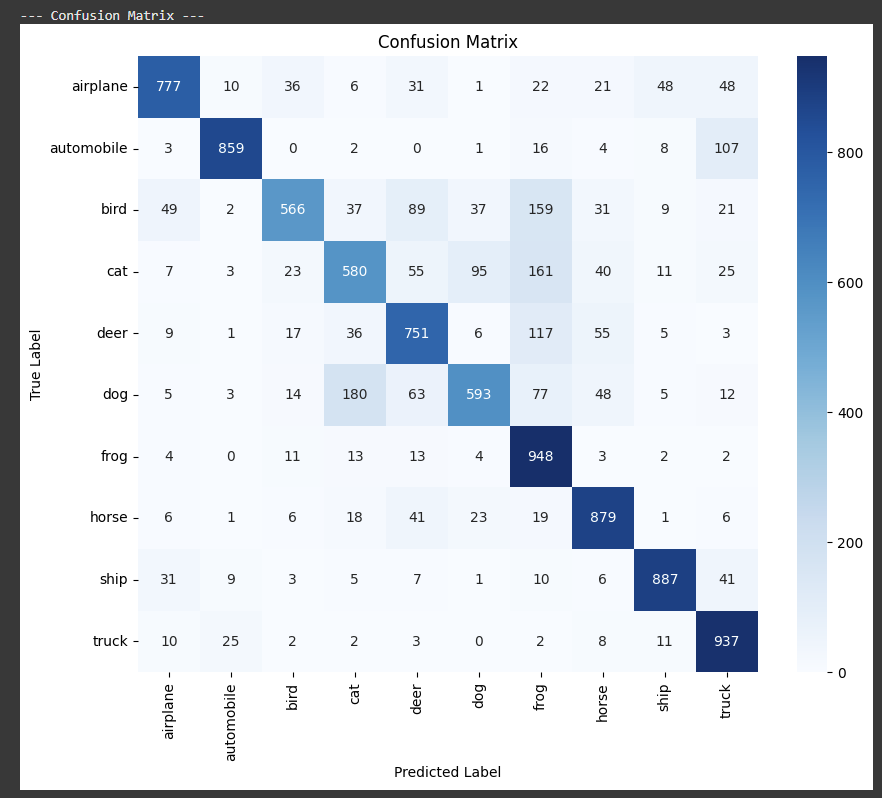 --- Confusion Matrix ---
Confusion Matrix
airplane 777 10 36 6 31 1 22 21 48 48
automobile 3 859 0 2 0 1 16 4 8 107
800
bird 49 2 566 37 89 37 159 31 9 21
cat 7 3 23 580 55 95 161 40 11 25
600
deer 9 1 17 36 751 6 117 55 5 3
True Label
dog 5 3 14 180 63 593 77 48 5 12
400
frog 4 0 11 13 13 4 948 3 2 2
horse 6 1 6 18 41 23 19 879 1 6
200
ship 31 9 3 5 7 1 10 6 887 41
truck 10 25 2 2 3 0 2 8 11 937
0
airplane automobile bird cat deer dog frog horse ship truck
Predicted Label